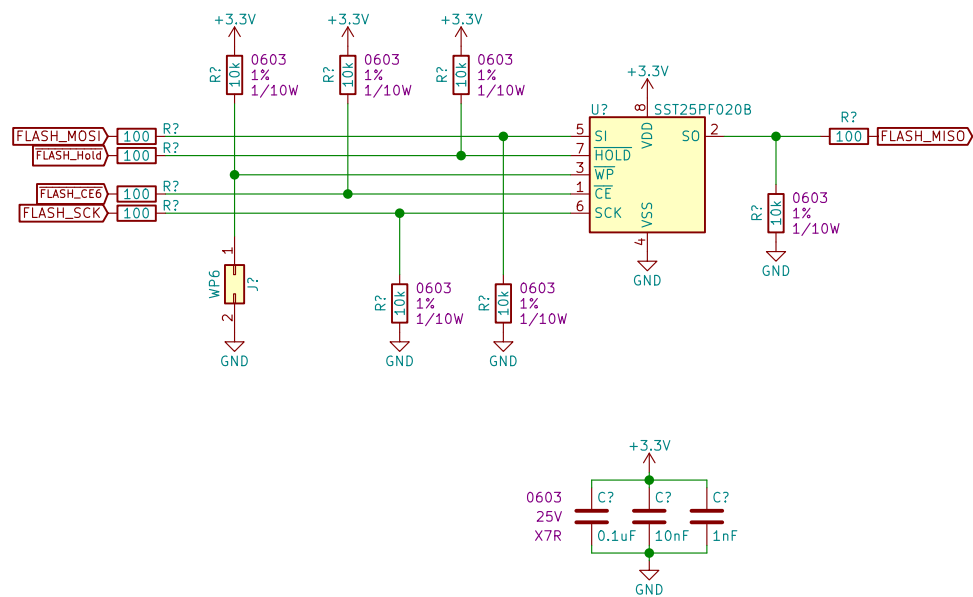 +3.3V
+3.3V
+3.3V
R?
10k
0603
1%
1/10W
R?
10k
0603
1%
1/10W
R?
10k
0603
1%
1/10W
+3.3V
U?
8
SST25PF020B
VDD
FLASH_MOSI
100
R?
5
SI
SO
2
R?
100
FLASH_MISO
FLASH_Hold
100
R?
7
HOLD
3
WP
FLASH_CE6
100
R?
1
CE
FLASH_SCK
100
R?
6
SCK
VSS
4
GND
R?
10k
0603
1%
1/10W
GND
1
WP6
J?
2
GND
R?
10k
0603
1%
1/10W
GND
R?
10k
0603
1%
1/10W
GND
+3.3V
0603
25V
X7R
C?
0.1uF
C?
10nF
C?
1nF
GND